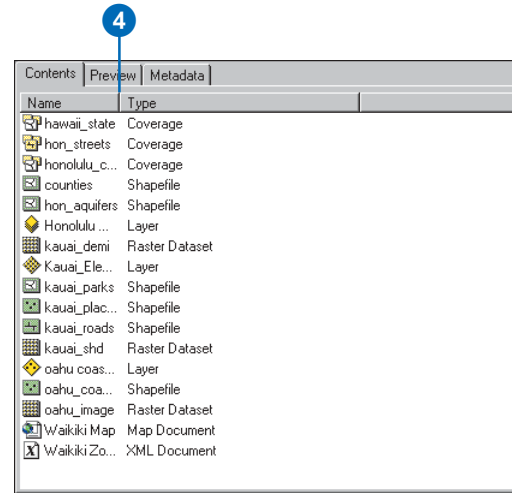 4
Contents Preview Metadata
Name Type
hawaii_state Coverage
hon_streets Coverage
honolulu_c... Coverage
counties Shapefile
hon_aquifers Shapefile
Honolulu ... Layer
kauai_demi Raster Dataset
Kauai_Ele... Layer
kauai_parks Shapefile
kauai_plac... Shapefile
kauai_roads Shapefile
kauai_shd Raster Dataset
oahu coas... Layer
oahu_coa... Shapefile
oahu_image Raster Dataset
Waikiki Map Map Document
Waikiki Zo... XML Document